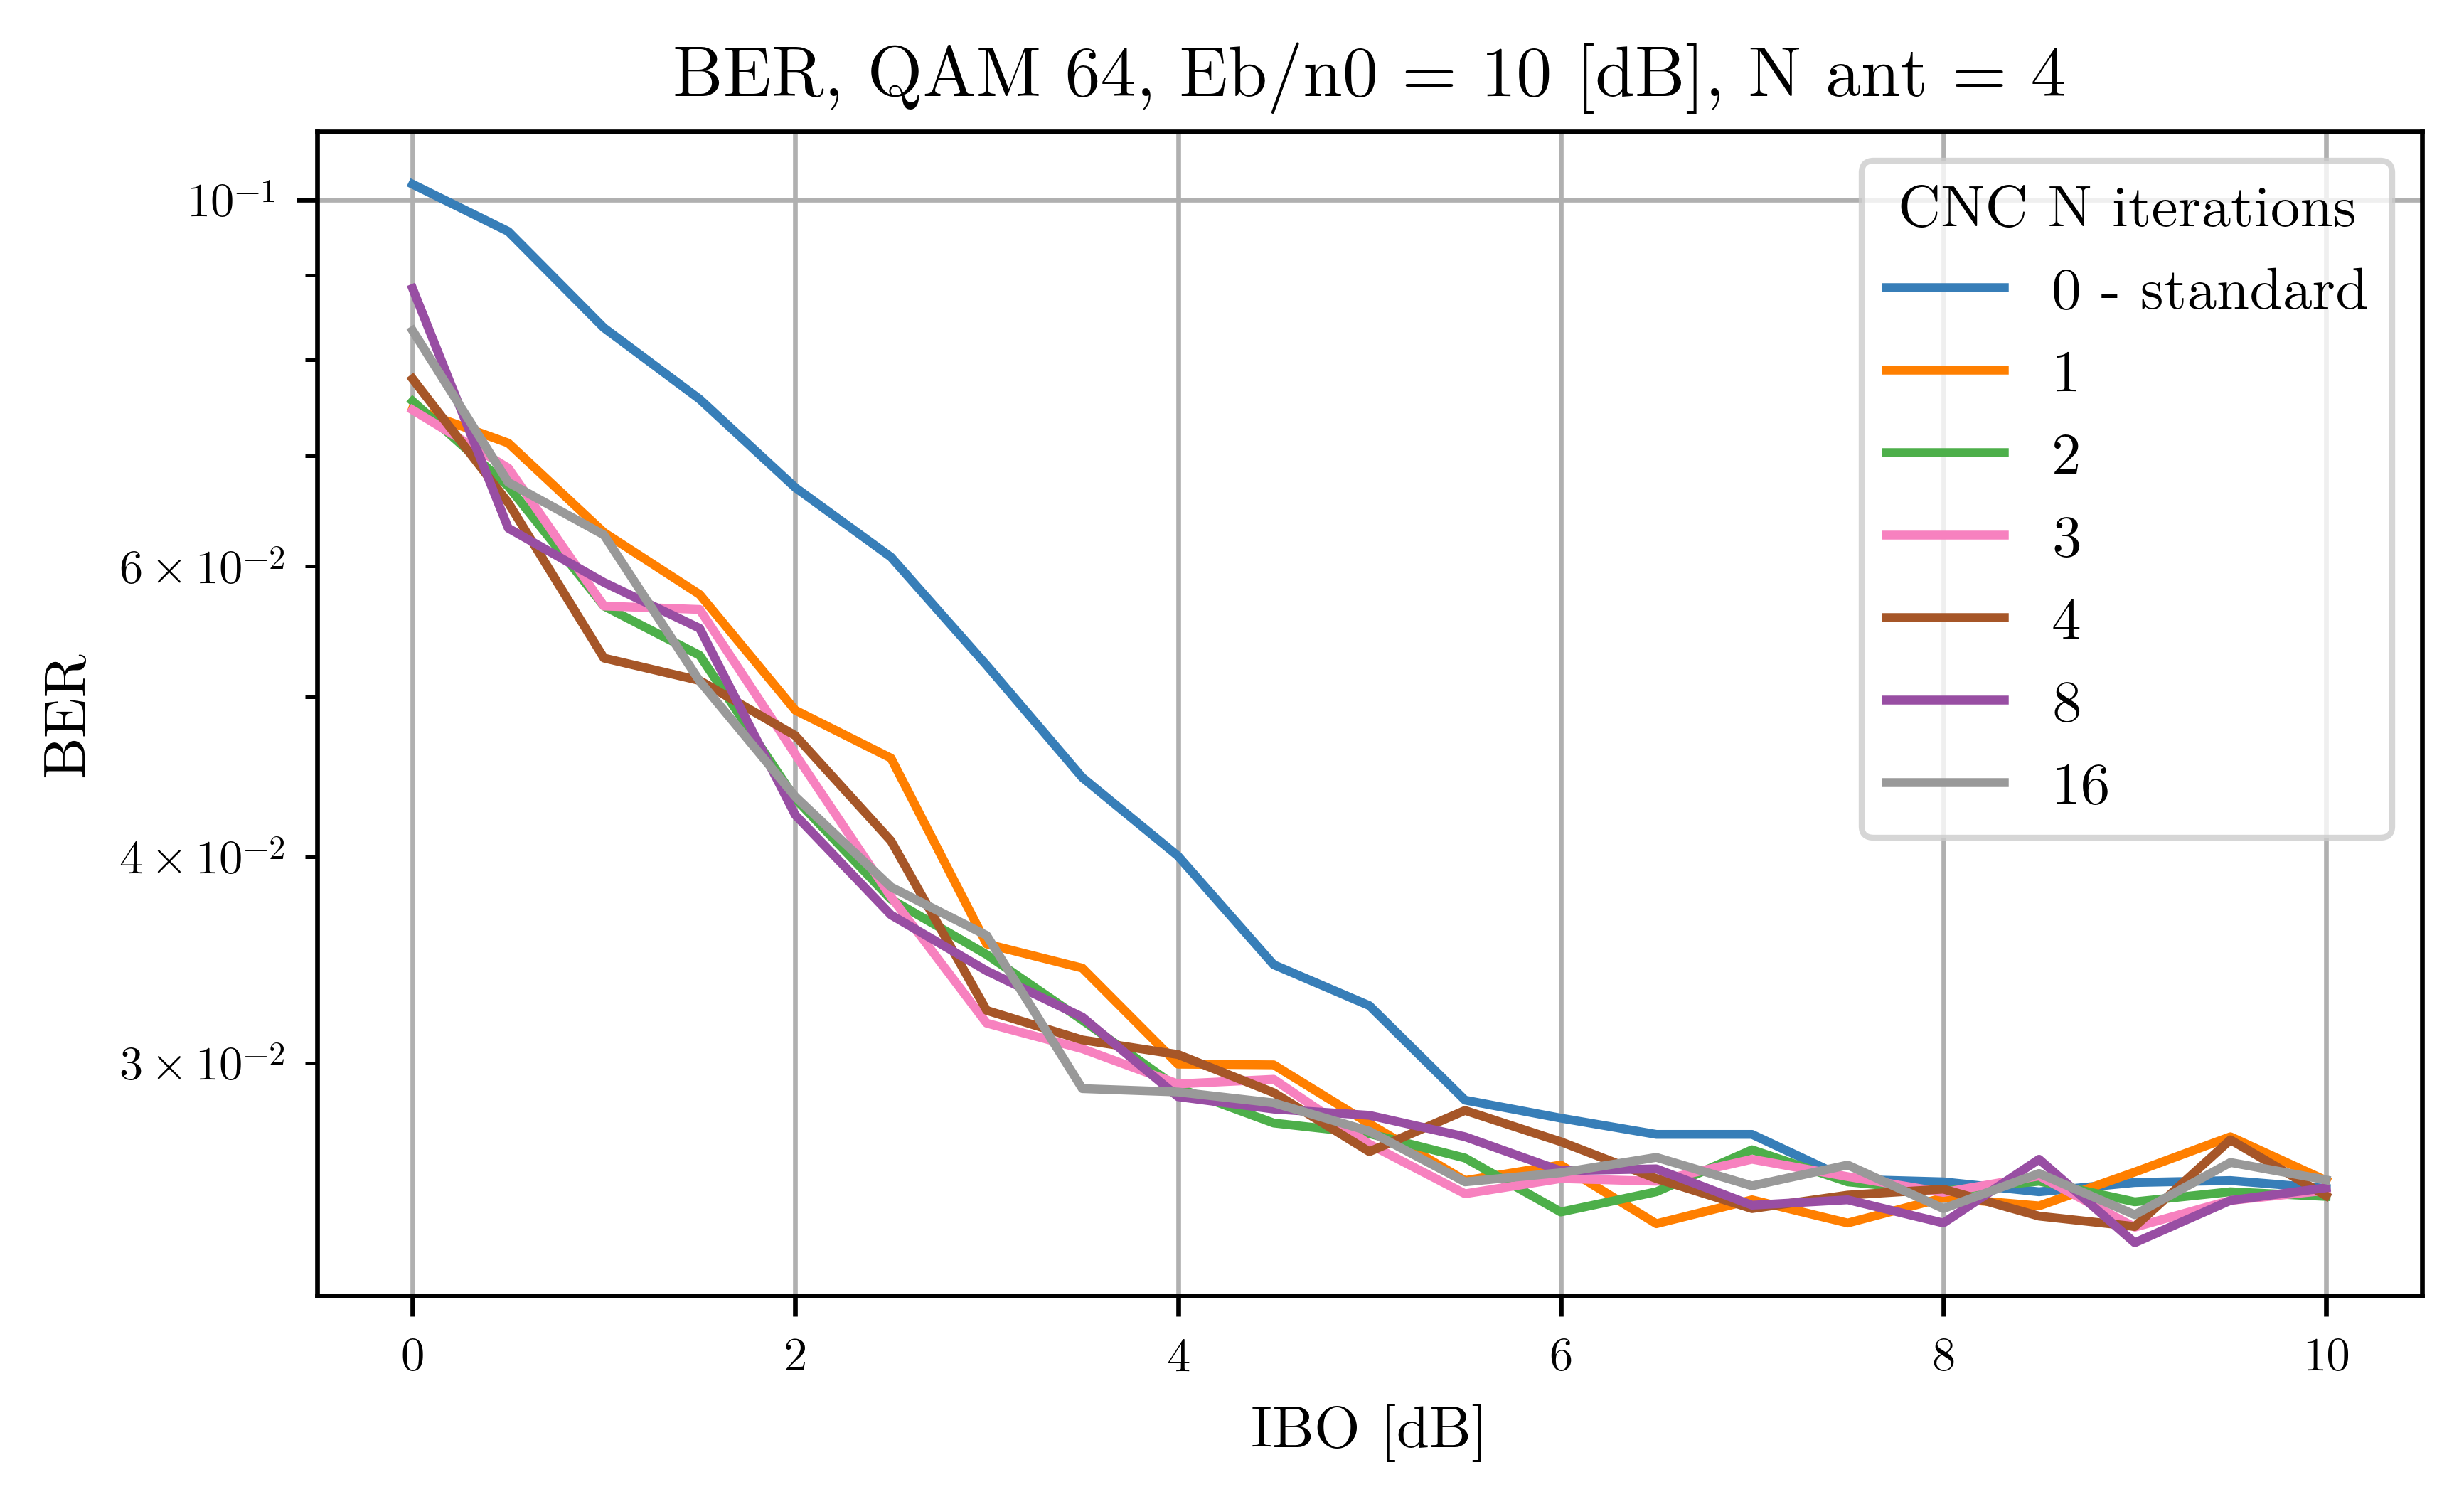 BER, QAM 64, Eb/n0 = 10 [dB], N ant = 4
10⁻¹
6 × 10⁻²
4 × 10⁻²
3 × 10⁻²
BER
CNC N iterations
0 - standard
1
2
3
4
8
16
0 2 4 6 8 10
IBO [dB]